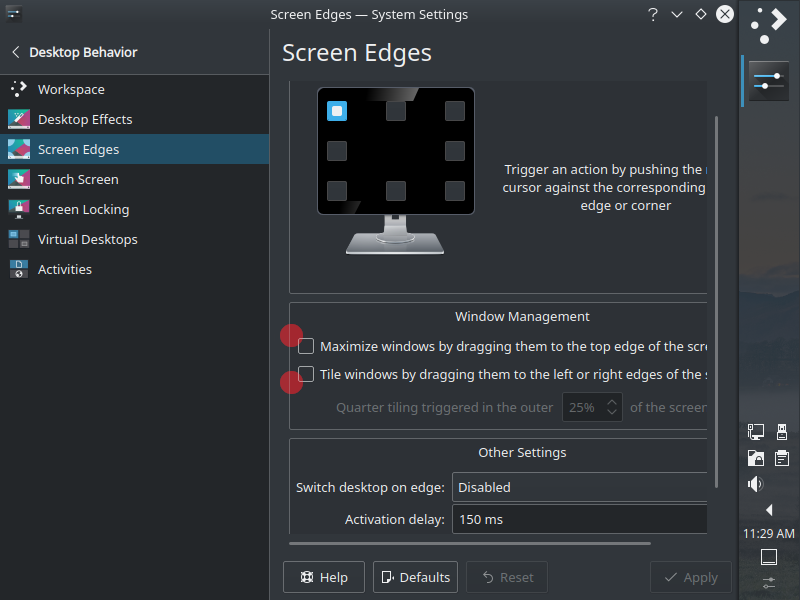 Screen Edges — System Settings
Desktop Behavior
Workspace
Desktop Effects
Screen Edges
Touch Screen
Screen Locking
Virtual Desktops
Activities
Screen Edges
Trigger an action by pushing the
cursor against the corresponding
edge or corner
Window Management
Maximize windows by dragging them to the top edge of the
Tile windows by dragging them to the left or right edges of the
Quarter tiling triggered in the outer 25% of the screen
Other Settings
Switch desktop on edge: Disabled
Activation delay: 150 ms
Help Defaults Reset Apply
11:29 AM